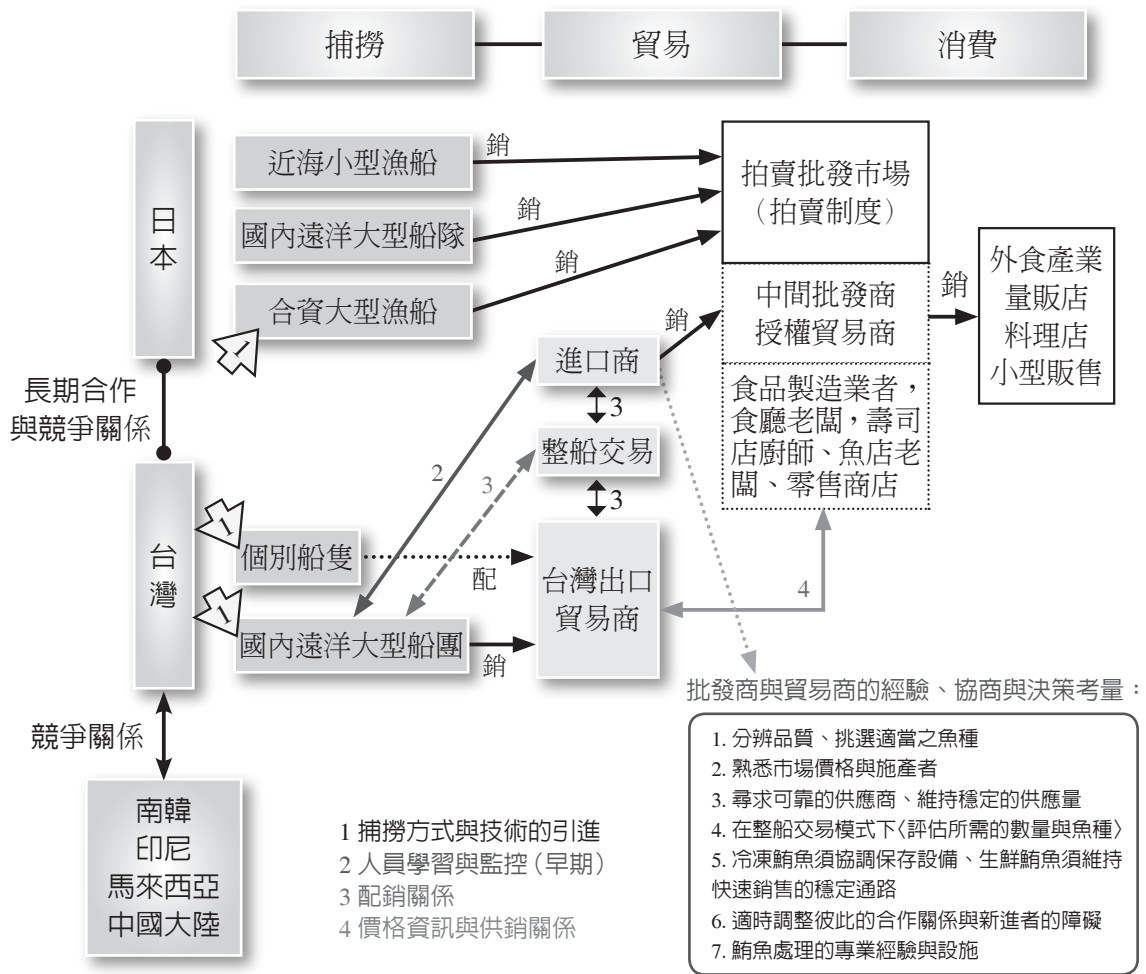 捕撈
貿易
消費
日本
近海小型漁船
國內遠洋大型船隊
合資大型漁船
銷
銷
銷
拍賣批發市場
(拍賣制度)
中間批發商
授權貿易商
食品製造業者,
食廳老闆,壽司
店廚師、魚店老
闆、零售商店
銷
外食產業
量販店
料理店
小型販售
1
長期合作
與競爭關係
進口商
銷
3
整船交易
3
2
3
台灣
1
個別船隻
配
1
國內遠洋大型船團
銷
台灣出口
貿易商
4
競爭關係
南韓
印尼
馬來西亞
中國大陸
1 捕撈方式與技術的引進
2 人員學習與監控(早期)
3 配銷關係
4 價格資訊與供銷關係
批發商與貿易商的經驗、協商與決策考量:
1. 分辨品質、挑選適當之魚種
2. 熟悉市場價格與施產者
3. 尋求可靠的供應商、維持穩定的供應量
4. 在整船交易模式下〈評估所需的數量與魚種〉
5. 冷凍鮪魚須協調保存設備、生鮮鮪魚須維持
快速銷售的穩定通路
6. 適時調整彼此的合作關係與新進者的障礙
7. 鮪魚處理的專業經驗與設施